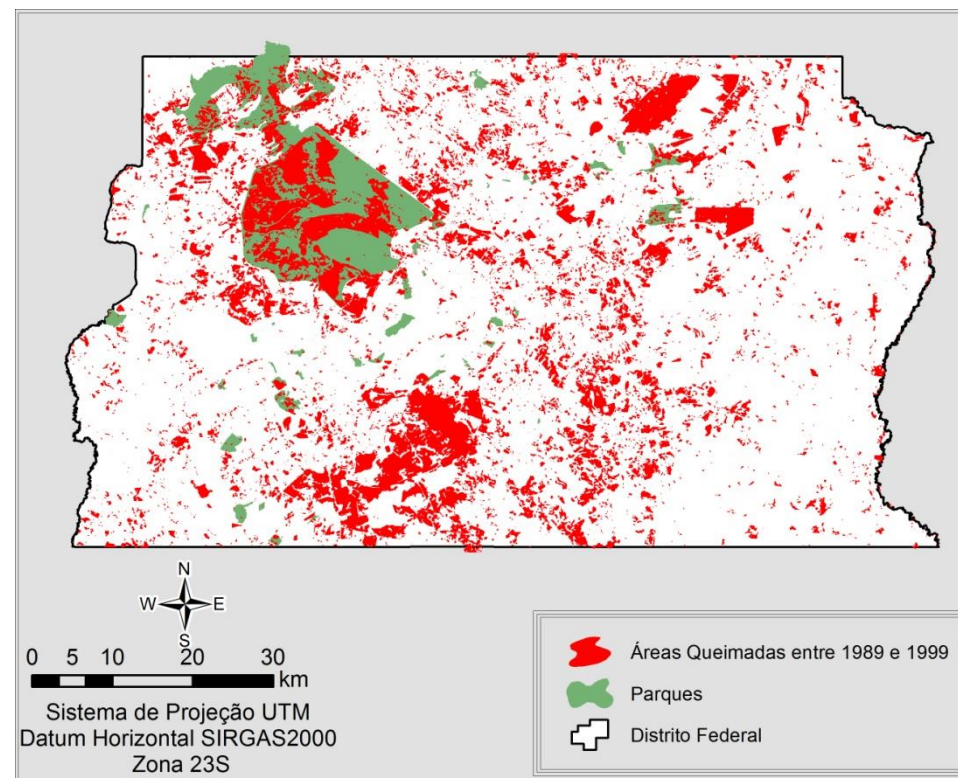 N
W E
S
0 5 10 20 30
km
Sistema de Projeção UTM
Datum Horizontal SIRGAS2000
Zona 23S
Áreas Queimadas entre 1989 e 1999
Parques
Distrito Federal